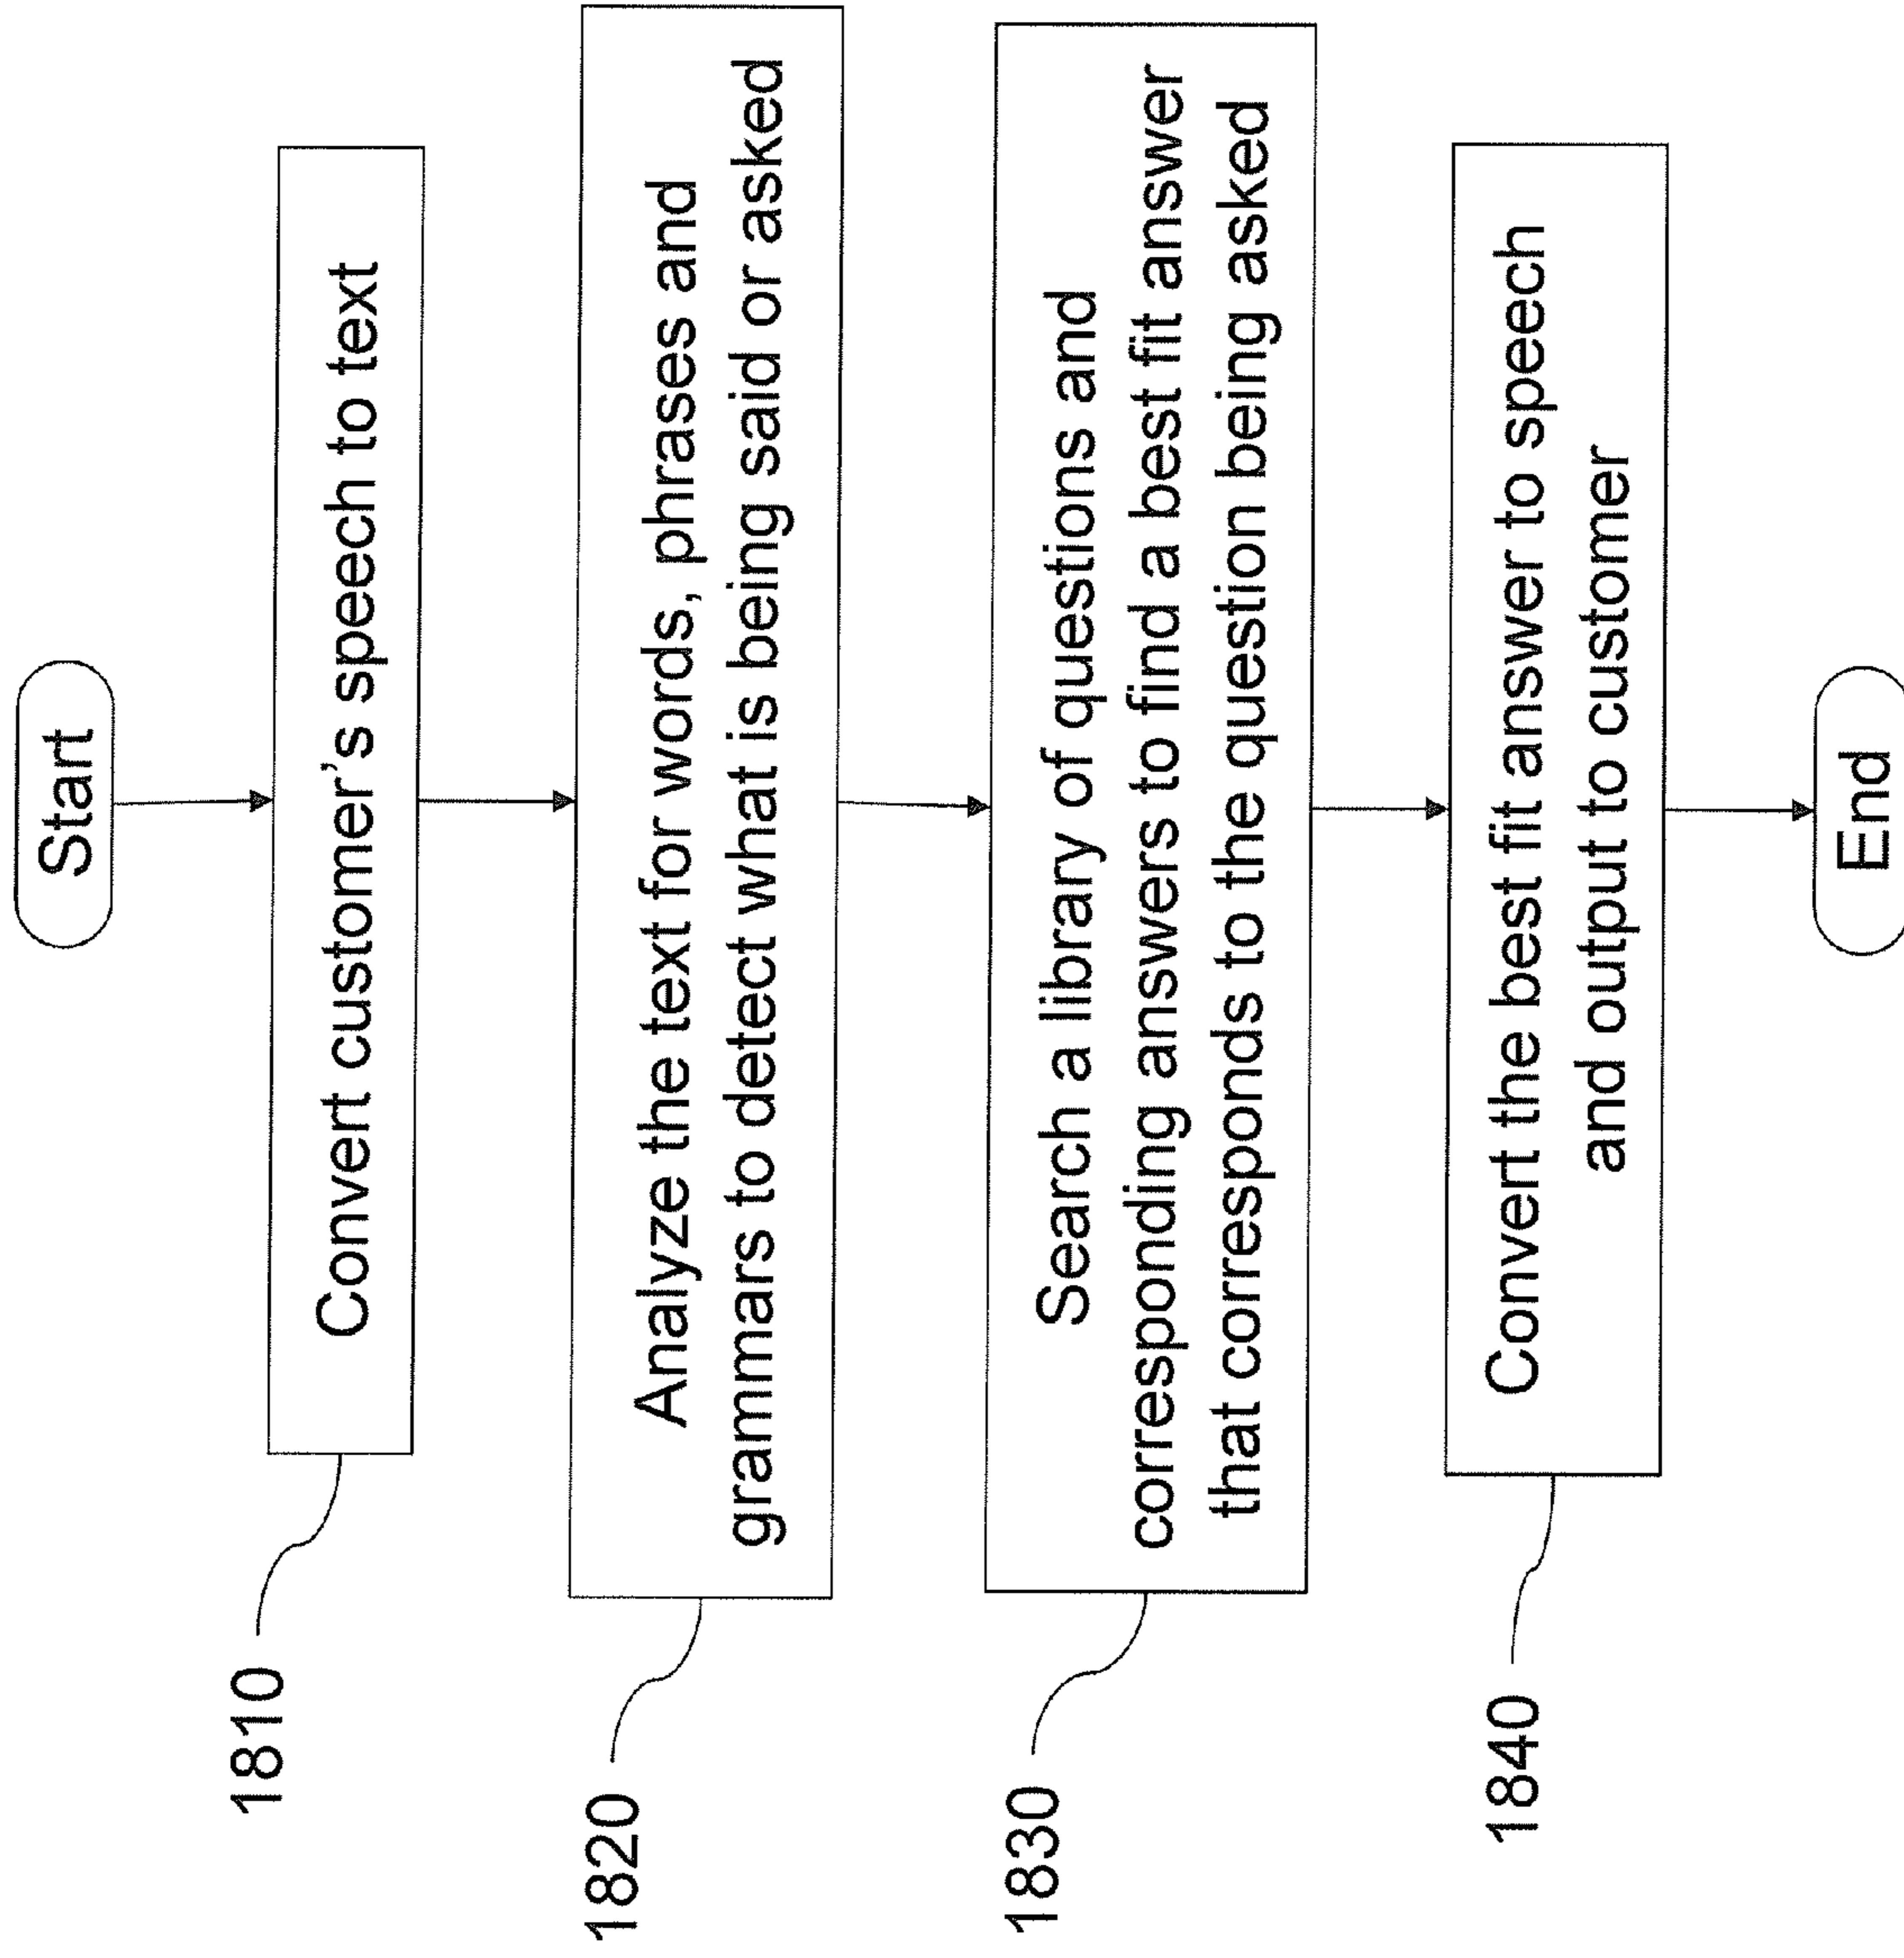 Start
1810
Convert customer's speech to text
1820
Analyze the text for words, phrases and
grammars to detect what is being said or asked
1830
Search a library of questions and
corresponding answers to find a best fit answer
that corresponds to the question being asked
1840
Convert the best fit answer to speech
and output to customer
End